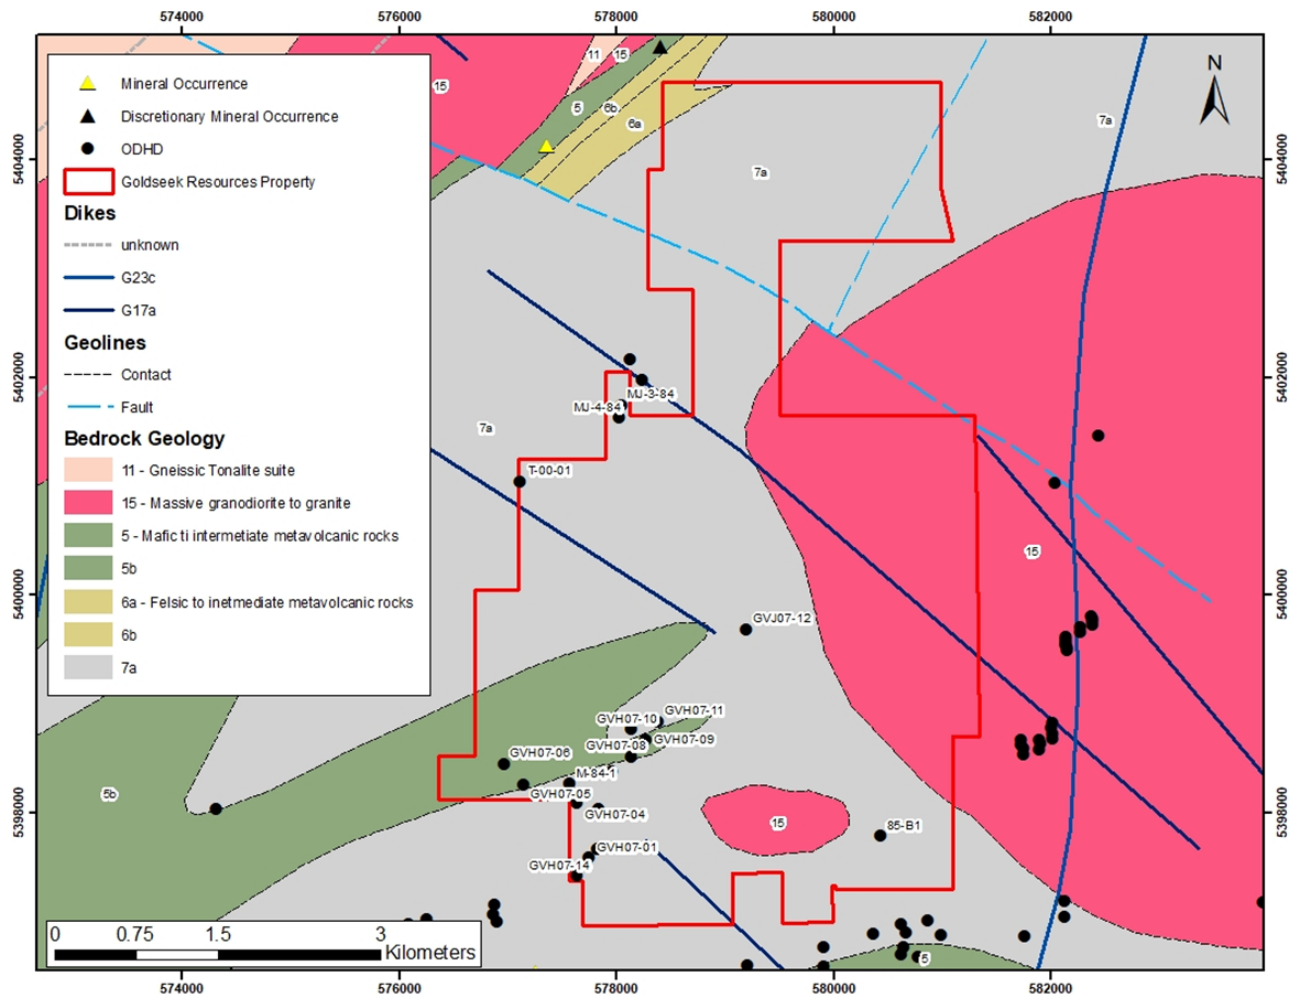 574000 576000 578000 580000 582000
N
Mineral Occurrence
Discretionary Mineral Occurrence
ODHD
Goldseek Resources Property
Dikes
unknown
G23c
G17a
Geolines
Contact
Fault
Bedrock Geology
11 - Gneissic Tonalite suite
15 - Massive granodiorite to granite
5 - Mafic ti intermetiate metavolcanic rocks
5b
6a - Felsic to inetmediate metavolcanic rocks
6b
7a
11 15
15
5 6b
6a
7a
7a
5404000
5404000
5402000
5402000
MJ-3-84
MJ-4-84
7a
T-00-01
15
5400000
5400000
GVJ07-12
GVH07-11
GVH07-10
GVH07-09
GVH07-08
GVH07-06
M-84-1
GVH07-05
GVH07-04
5b
15
85-B1
5398000
5398000
GVH07-01
GVH07-14
5
0 0.75 1.5 3
Kilometers
574000 576000 578000 580000 582000